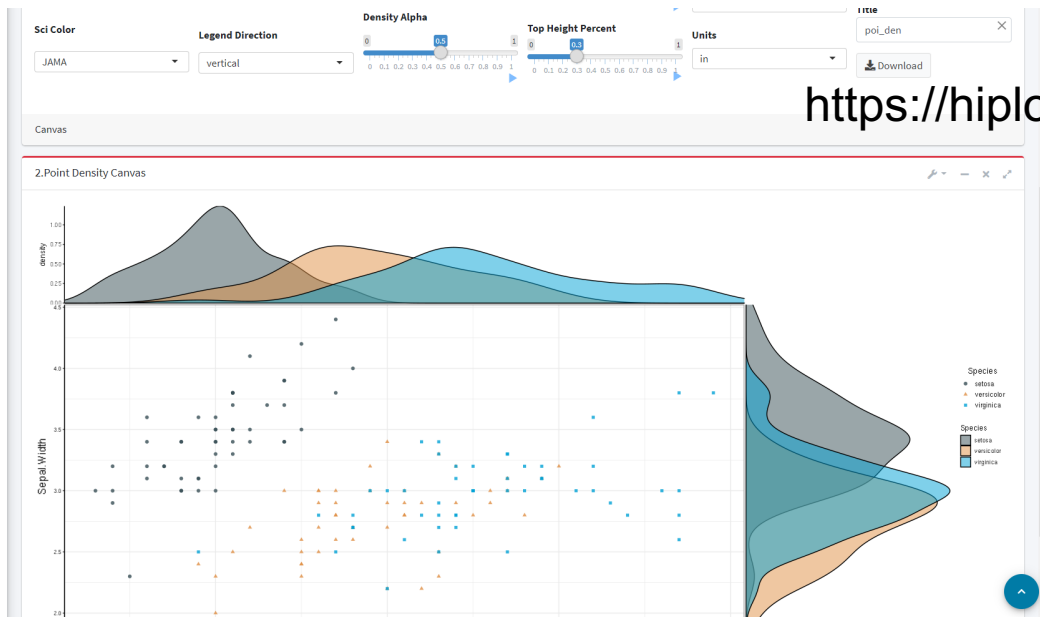 Sci Color
JAMA
Legend Direction
vertical
Density Alpha
0 0.5 1
0 0.1 0.2 0.3 0.4 0.5 0.6 0.7 0.8 0.9 1
Top Height Percent
0 0.3 1
0 0.1 0.2 0.3 0.4 0.5 0.6 0.7 0.8 0.9 1
Units
in
Title
poi_den
Download
https://hiplo
Canvas
2.Point Density Canvas
density
1.00
0.75
0.50
0.25
0.00
Sepal.Width
4.5
4.0
3.5
3.0
2.5
2.0
Species
setosa
versicolor
virginica
Species
setosa
versicolor
virginica